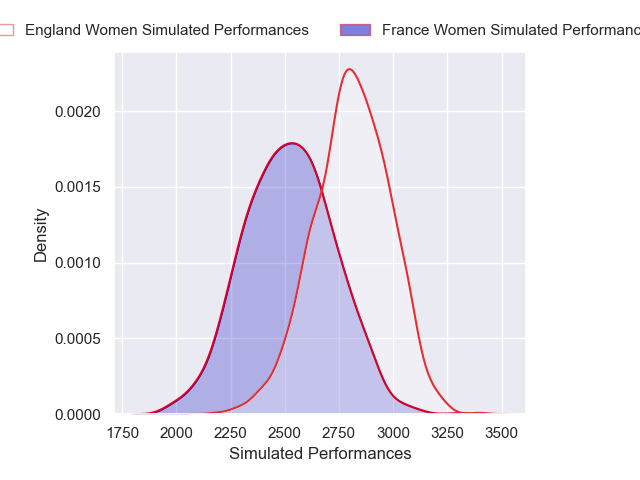 England Women Simulated Performances
France Women Simulated Performanc
0.0020
0.0015
0.0010
0.0005
0.0000
Density
1750 2000 2250 2500 2750 3000 3250 3500
Simulated Performances